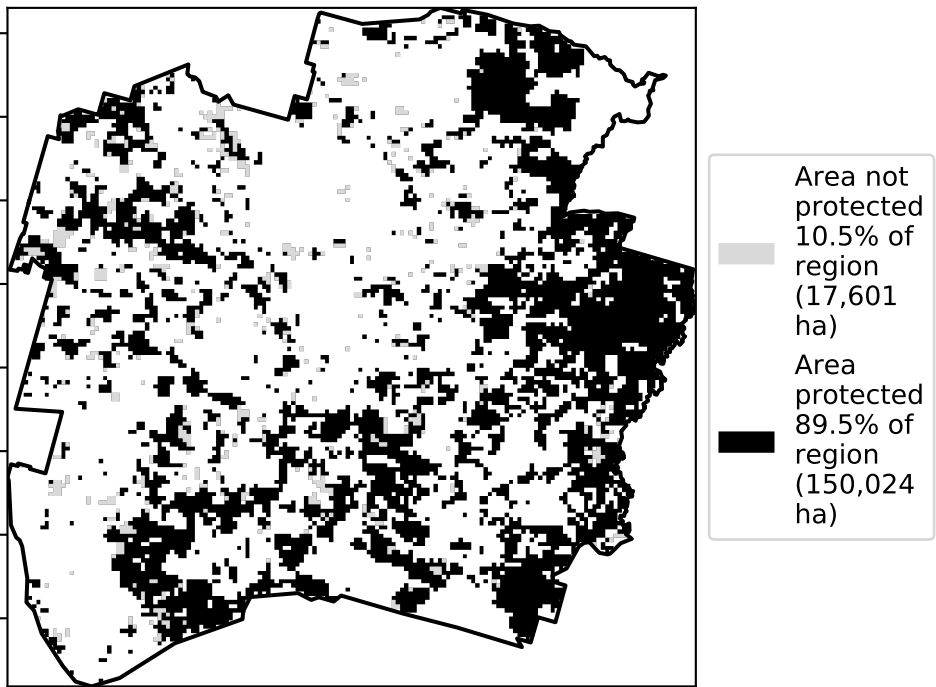 Area not
protected
10.5% of
region
(17,601
ha)
Area
protected
89.5% of
region
(150,024
ha)